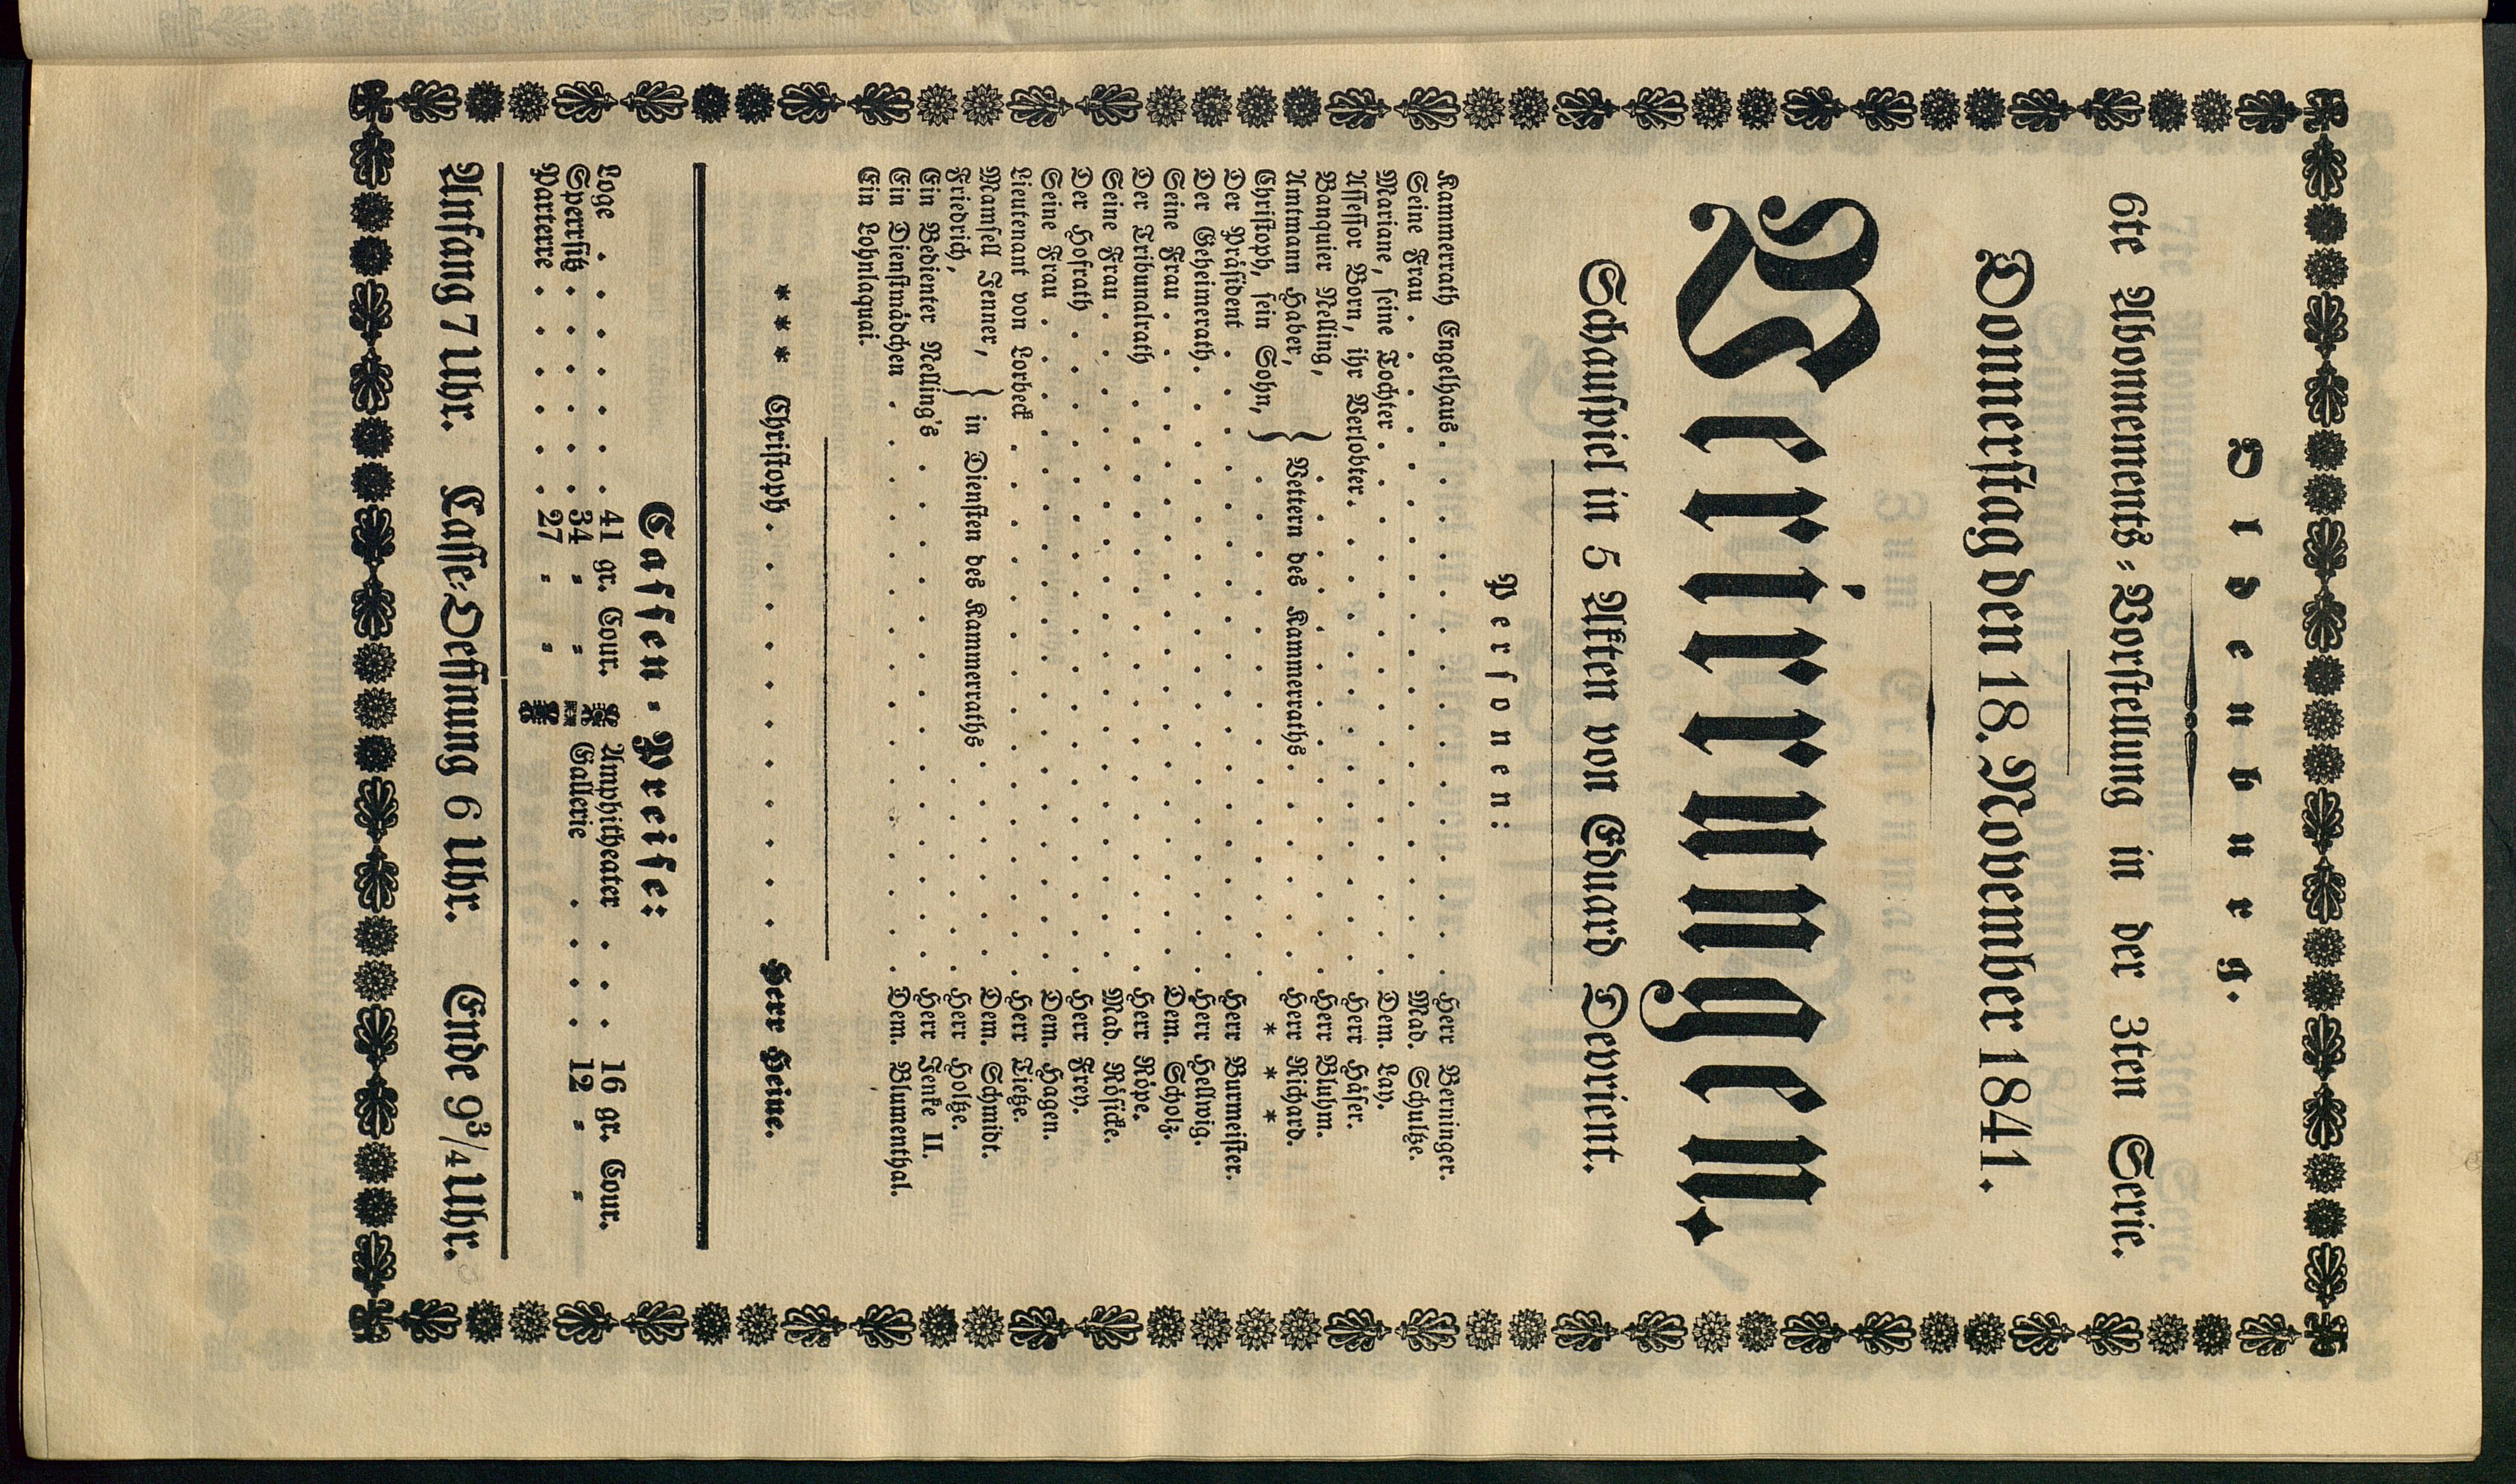 Oldenburg.
6te Abonnements-Vorstellung in der 3ten Serie.
Donnerstag den 18. November 1841.
Verirrungen.
Schauspiel in 5 Akten von Eduard Devrient.
Personen:
Kammerrath Engelhaus . . . Herr Berninger.
Seine Frau . . . Mad. Schultze.
Mariane, seine Tochter . . . Dem. Lay.
Assessor Born, ihr Verlobter . . . Herr Häser.
Banquier Nelling, } Vettern des Kammerraths . . . Herr Bluhm.
Amtmann Haber, } Herr Richard.
Christoph, sein Sohn, } * * *
Der Präsident . . . Herr Burmeister.
Der Geheimerath . . . Herr Hellwig.
Seine Frau . . . Dem. Scholz.
Der Tribunalrath . . . Herr Röpe.
Seine Frau . . . Mad. Rösicke.
Der Hofrath . . . Herr Frey.
Seine Frau . . . Dem. Hagen.
Lieutenant von Lorbeck . . . Herr Tietze.
Mamsell Fenner, } in Diensten des Kammerraths . . . Dem. Schmidt.
Friedrich, } Herr Holtze.
Ein Bedienter Nelling's . . . Herr Jenke II.
Ein Dienstmädchen . . . Dem. Blumenthal.
Ein Lohnlaquai.
* * * Christoph . . . Herr Heine.
Cassen-Preise:
Loge . . . 41 gr. Cour. Amphitheater . . . 16 gr. Cour.
Sperrsitz . . . 34 = = Gallerie . . . 12 = =
Parterre . . . 27 = =
Anfang 7 Uhr. Casse-Oeffnung 6 Uhr. Ende 9 3/4 Uhr.